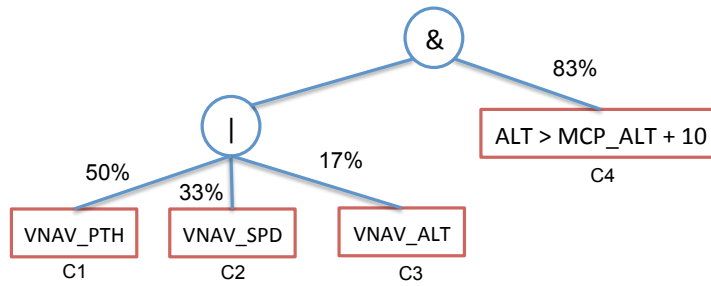 &
83%
|
ALT > MCP_ALT + 10
50%
33%
17%
C4
VNAV_PTH
VNAV_SPD
VNAV_ALT
C1
C2
C3